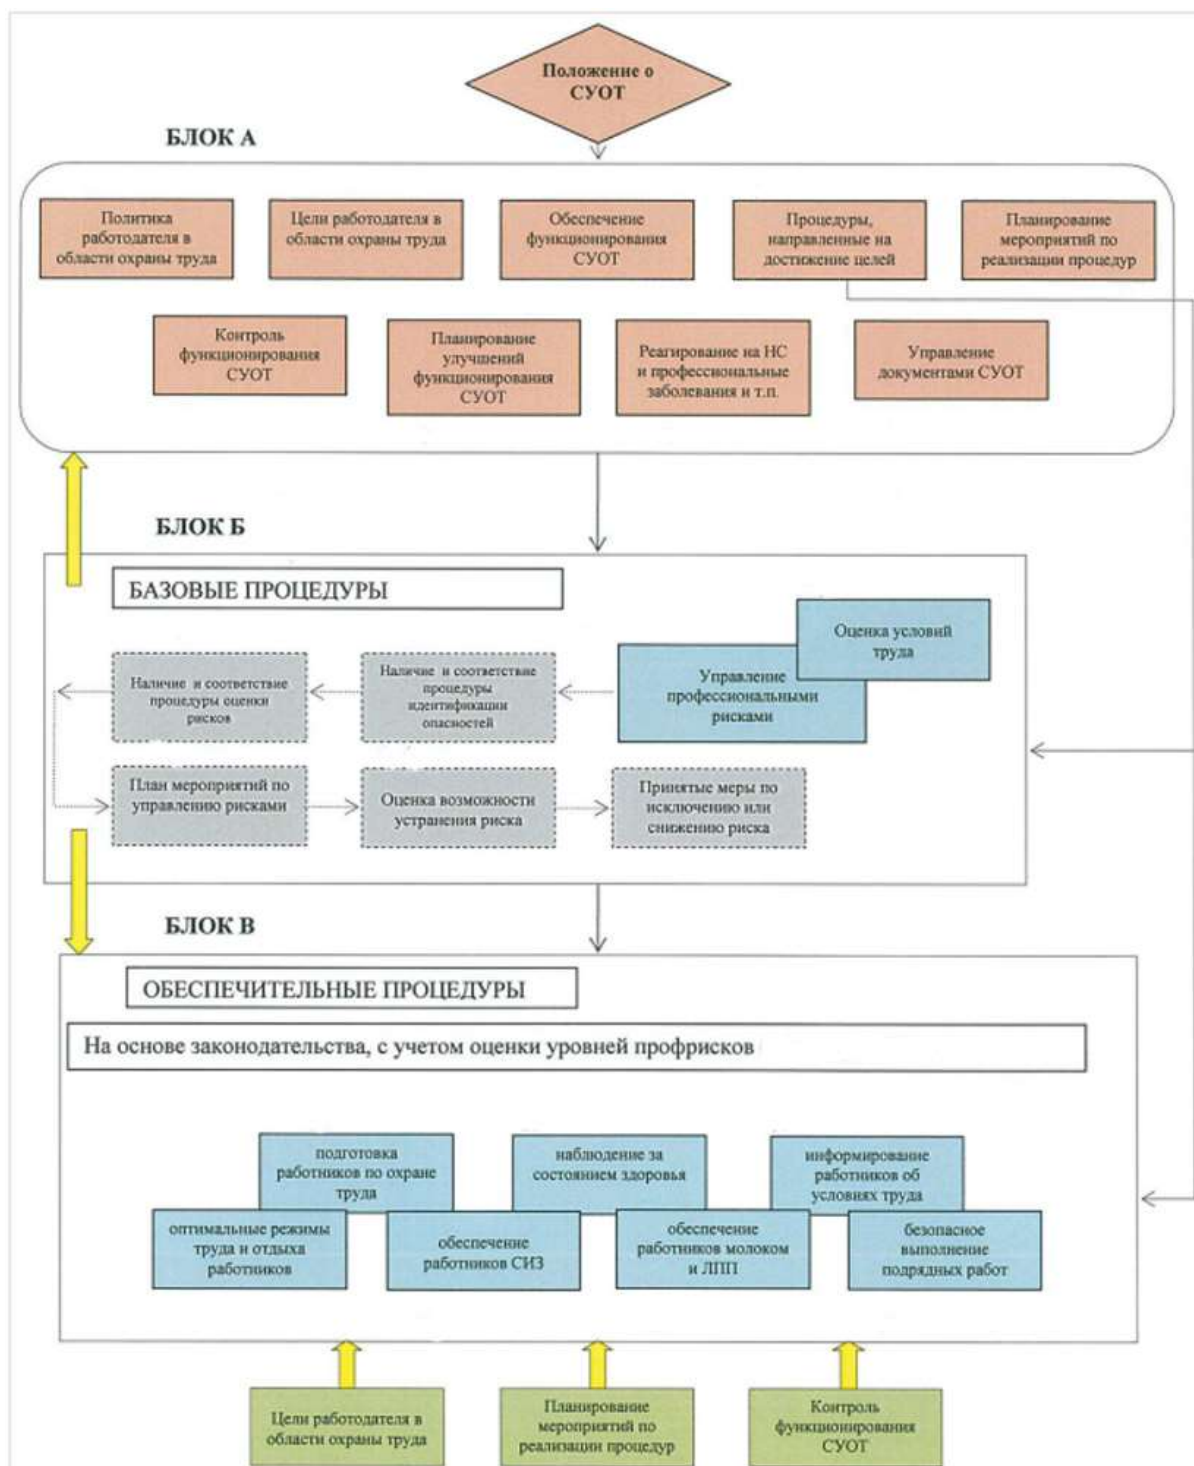 Положение о
СУОТ
БЛОК А
Политика
работодателя в
области охраны труда
Цели работодателя в
области охраны труда
Обеспечение
функционирования
СУОТ
Процедуры,
направленные на
достижение целей
Планирование
мероприятий по
реализации процедур
Контроль
функционирования
СУОТ
Планирование
улучшений
функционирования
СУОТ
Реагирование на НС
и профессиональные
заболевания и т.п.
Управление
документами СУОТ
БЛОК Б
БАЗОВЫЕ ПРОЦЕДУРЫ
Оценка условий
труда
Управление
профессиональными
рисками
Наличие и соответствие
процедуры
идентификации
опасностей
Наличие и соответствие
процедуры оценки
рисков
План мероприятий по
управлению рисками
Оценка возможности
устранения риска
Принятые меры по
исключению или
снижению риска
БЛОК В
ОБЕСПЕЧИТЕЛЬНЫЕ ПРОЦЕДУРЫ
На основе законодательства, с учетом оценки уровней профрисков
подготовка
работников по охране
труда
наблюдение за
состоянием здоровья
информирование
работников об
условиях труда
оптимальные режимы
труда и отдыха
работников
обеспечение
работников СИЗ
обеспечение
работников молоком
и ЛПП
безопасное
выполнение
подрядных работ
Цели работодателя в
области охраны труда
Планирование
мероприятий по
реализации процедур
Контроль
функционирования
СУОТ